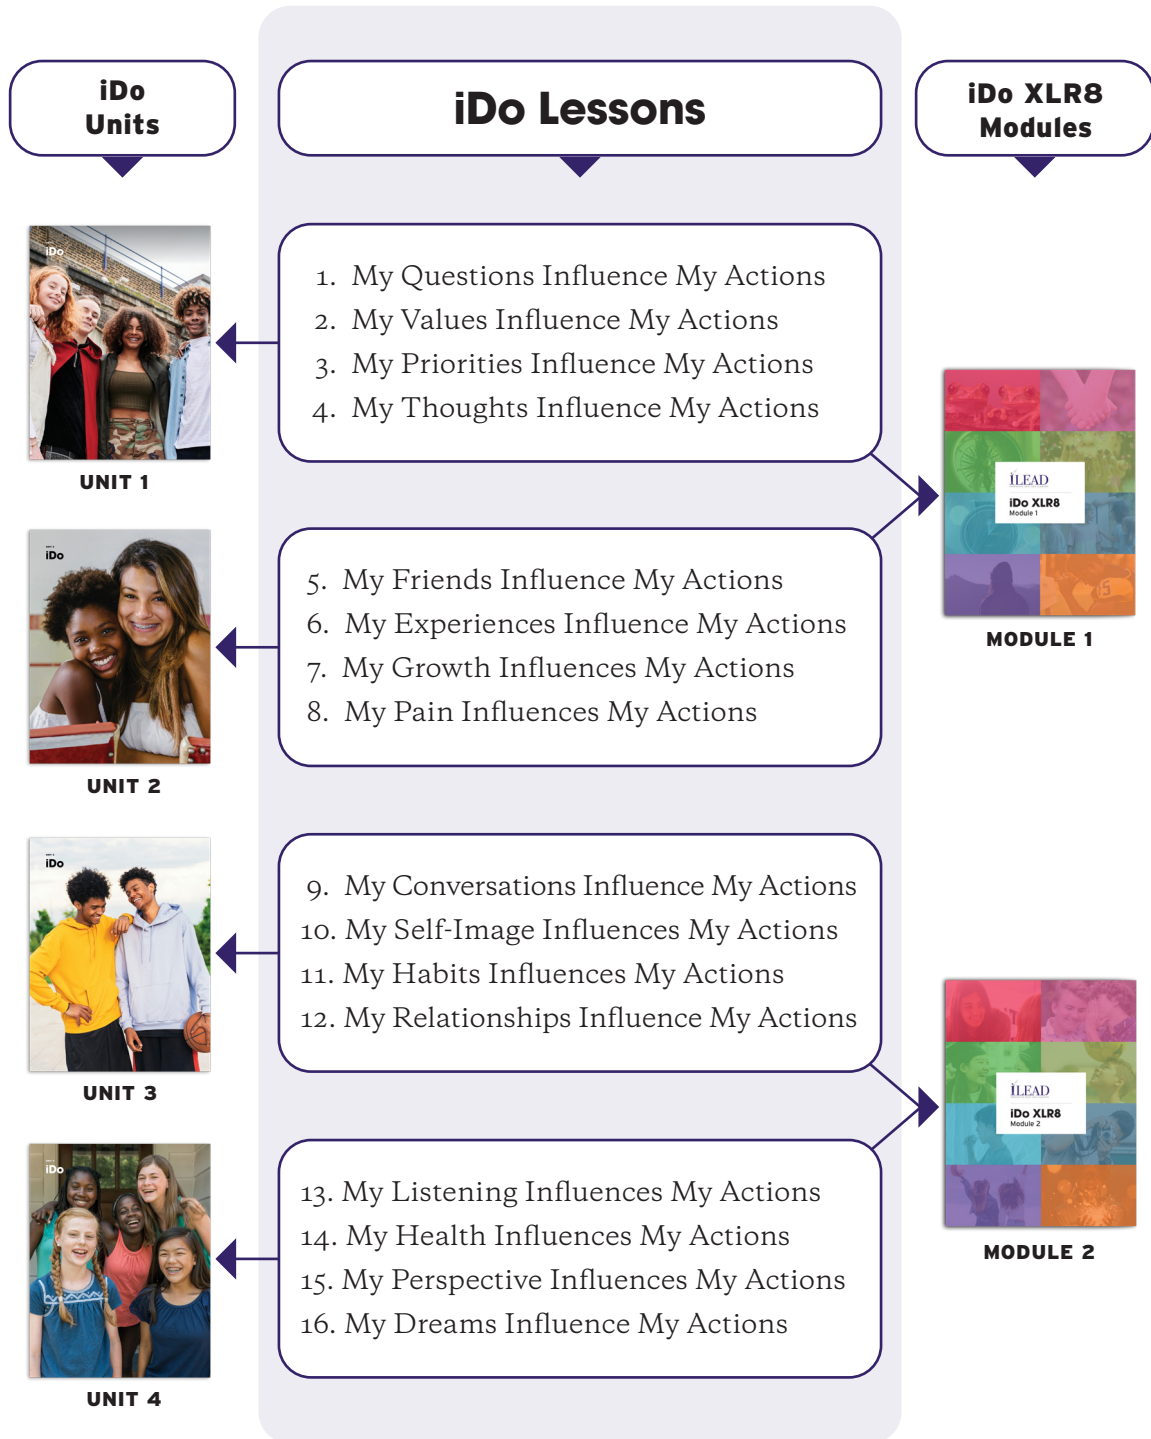 iDo
Units
iDo Lessons
iDo XLR8
Modules
iDo
UNIT 1
1. My Questions Influence My Actions
2. My Values Influence My Actions
3. My Priorities Influence My Actions
4. My Thoughts Influence My Actions
iLEAD
iDo XLR8
Module 1
MODULE 1
iDo
UNIT 2
5. My Friends Influence My Actions
6. My Experiences Influence My Actions
7. My Growth Influences My Actions
8. My Pain Influences My Actions
iDo
UNIT 3
9. My Conversations Influence My Actions
10. My Self-Image Influences My Actions
11. My Habits Influences My Actions
12. My Relationships Influence My Actions
iLEAD
iDo XLR8
Module 2
MODULE 2
iDo
UNIT 4
13. My Listening Influences My Actions
14. My Health Influences My Actions
15. My Perspective Influences My Actions
16. My Dreams Influence My Actions